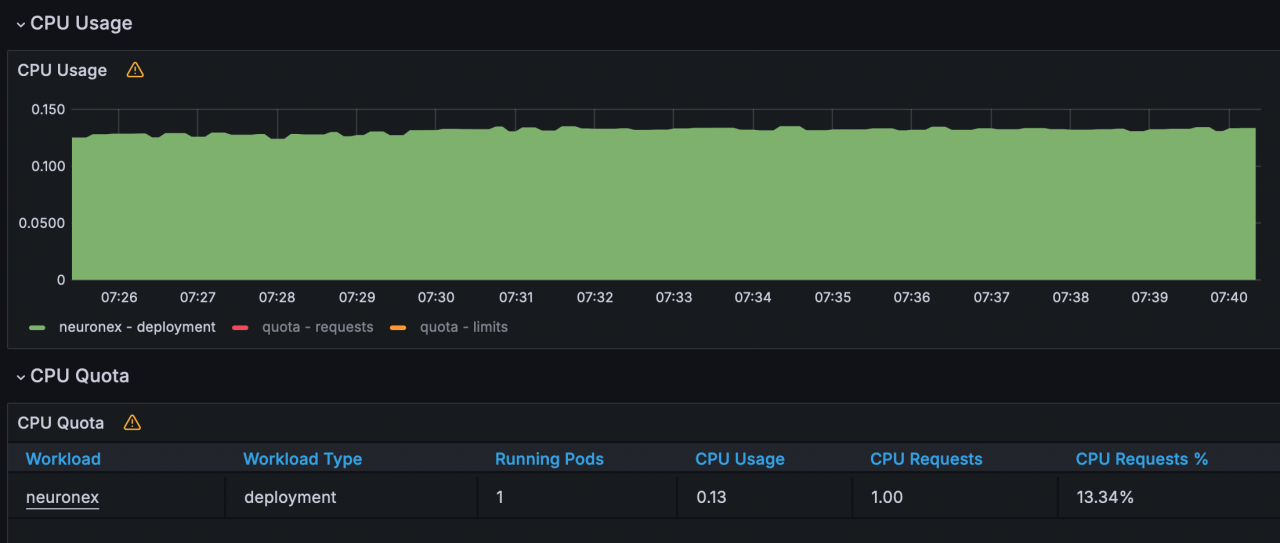 CPU Usage
CPU Usage
0.150
0.100
0.0500
0
07:26 07:27 07:28 07:29 07:30 07:31 07:32 07:33 07:34 07:35 07:36 07:37 07:38 07:39 07:40
neuronex - deployment quota - requests quota - limits
CPU Quota
CPU Quota
Workload Workload Type Running Pods CPU Usage CPU Requests CPU Requests %
neuronex deployment 1 0.13 1.00 13.34%